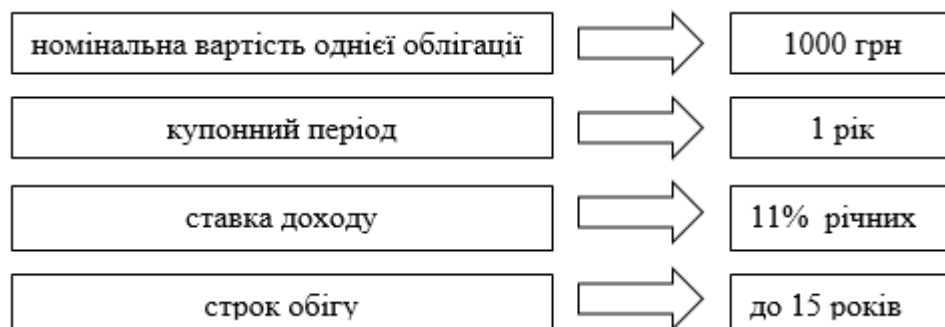 номінальна вартість однієї облігації 1000 грн
купонний період 1 рік
ставка доходу 11% річних
строк обігу до 15 років